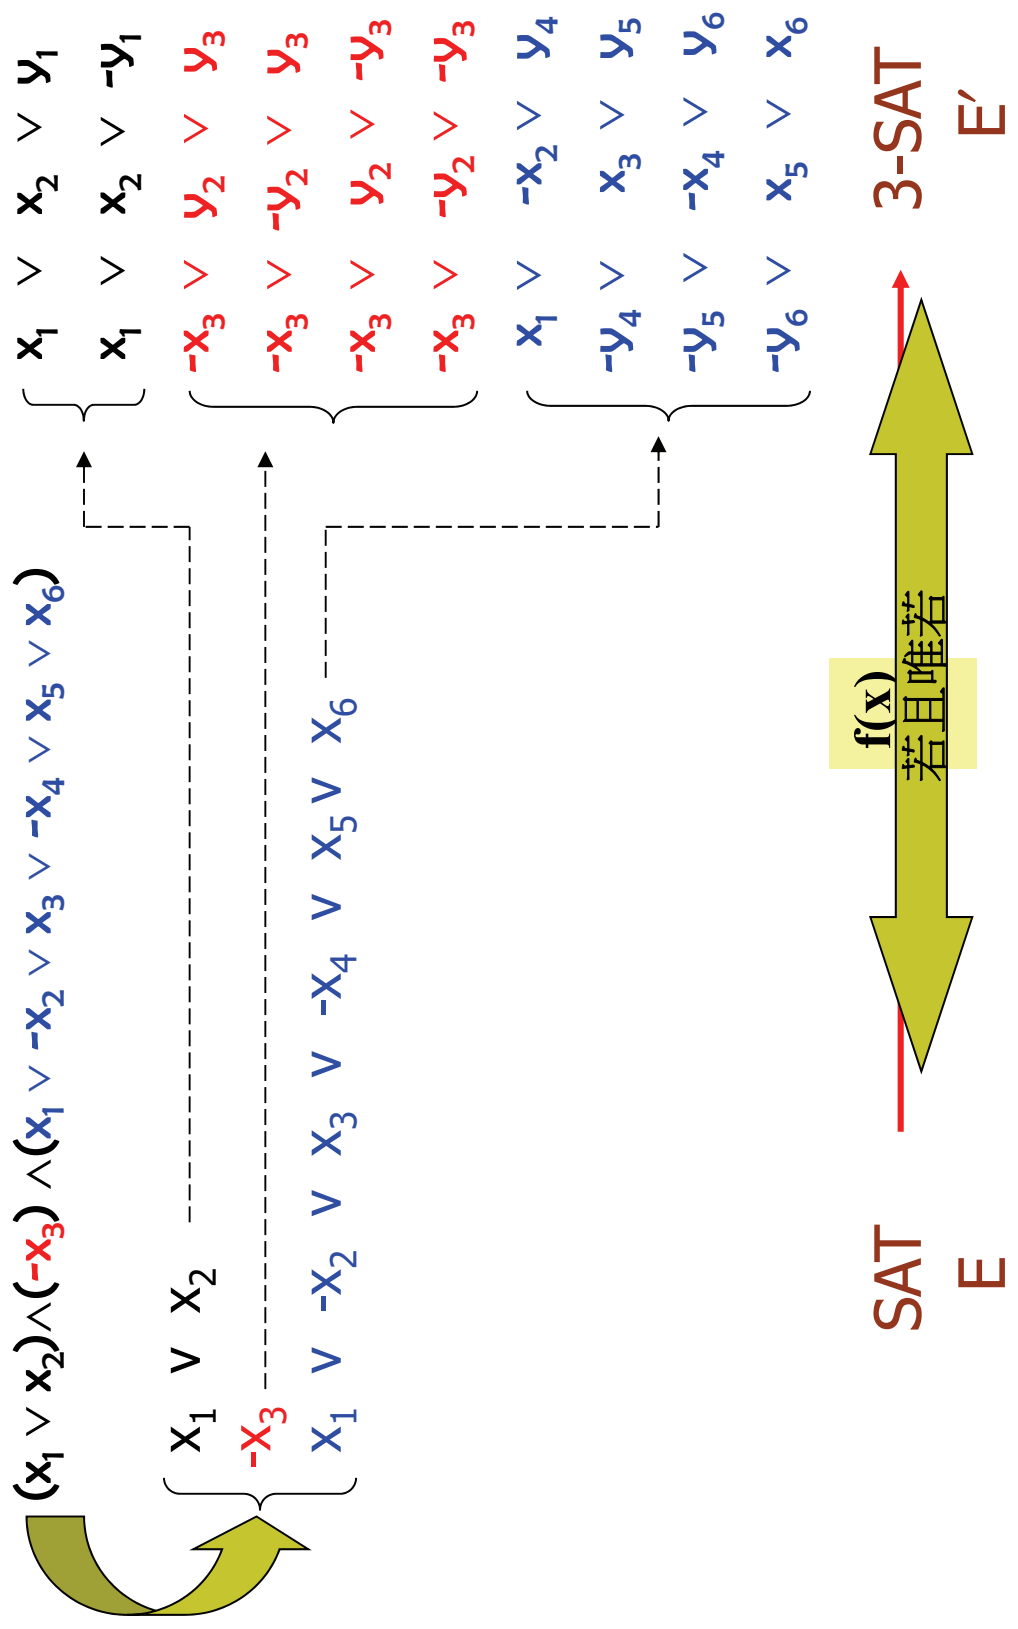 (x₁ ∨ x₂)∧(-x₃) ∧(x₁ ∨ -x₂ ∨ x₃ ∨ -x₄ ∨ x₅ ∨ x₆)
x₁ ∨ x₂
-x₃
x₁ ∨ -x₂ ∨ x₃ ∨ -x₄ ∨ x₅ ∨ x₆
x₁ ∨ x₂ ∨ y₁
x₁ ∨ x₂ ∨ -y₁
-x₃ ∨ y₂ ∨ y₃
-x₃ ∨ -y₂ ∨ y₃
-x₃ ∨ y₂ ∨ -y₃
-x₃ ∨ -y₂ ∨ -y₃
x₁ ∨ -x₂ ∨ y₄
-y₄ ∨ x₃ ∨ y₅
-y₅ ∨ -x₄ ∨ y₆
-y₆ ∨ x₅ ∨ x₆
SAT
E
f(x)
若且唯若
3-SAT
E′